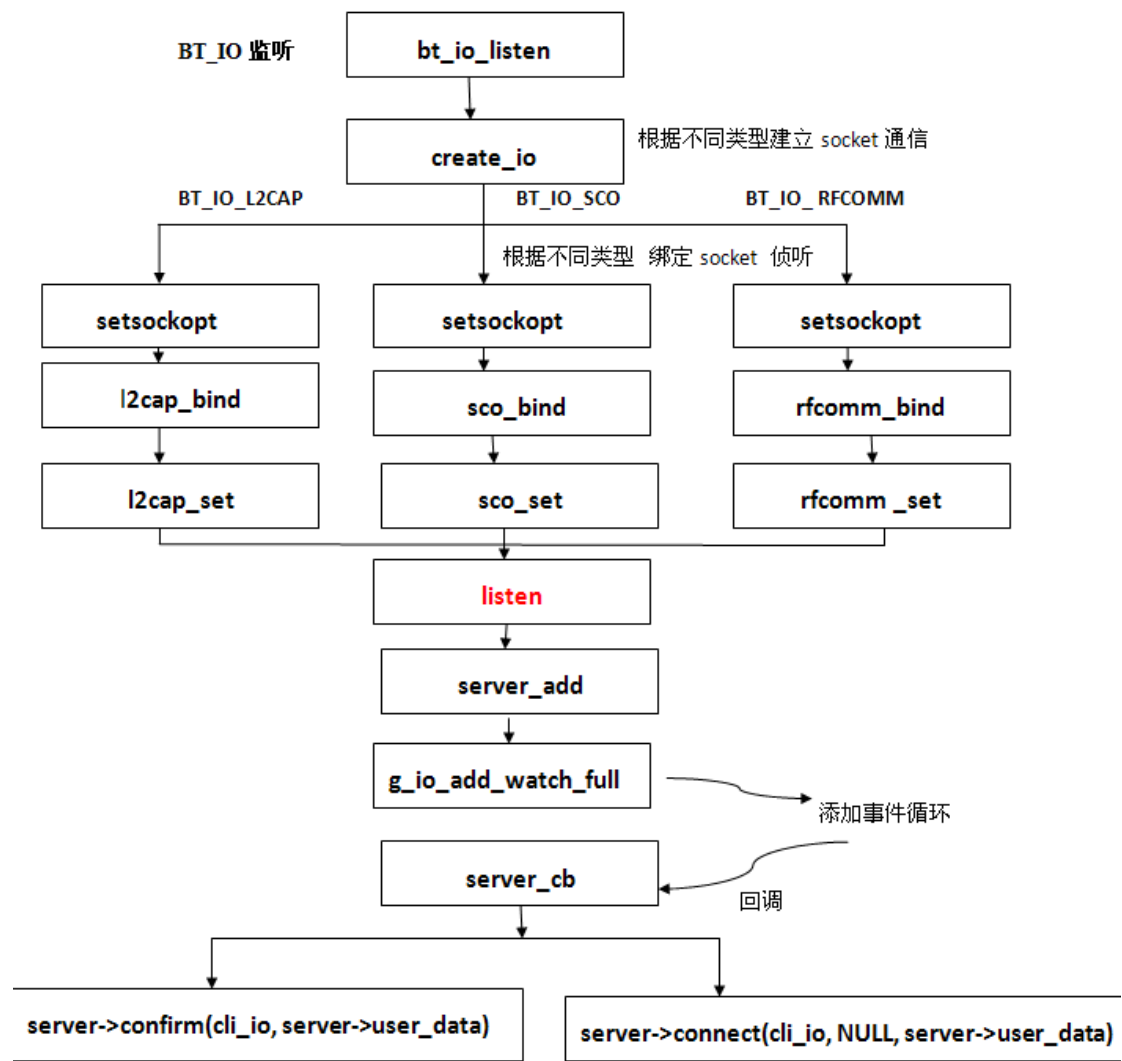 BT_IO 监听
bt_io_listen
create_io
根据不同类型建立 socket 通信
BT_IO_L2CAP
BT_IO_SCO
BT_IO_ RFCOMM
根据不同类型 绑定 socket 侦听
setsockopt
setsockopt
setsockopt
l2cap_bind
sco_bind
rfcomm_bind
l2cap_set
sco_set
rfcomm _set
listen
server_add
g_io_add_watch_full
添加事件循环
server_cb
回调
server->confirm(cli_io, server->user_data)
server->connect(cli_io, NULL, server->user_data)